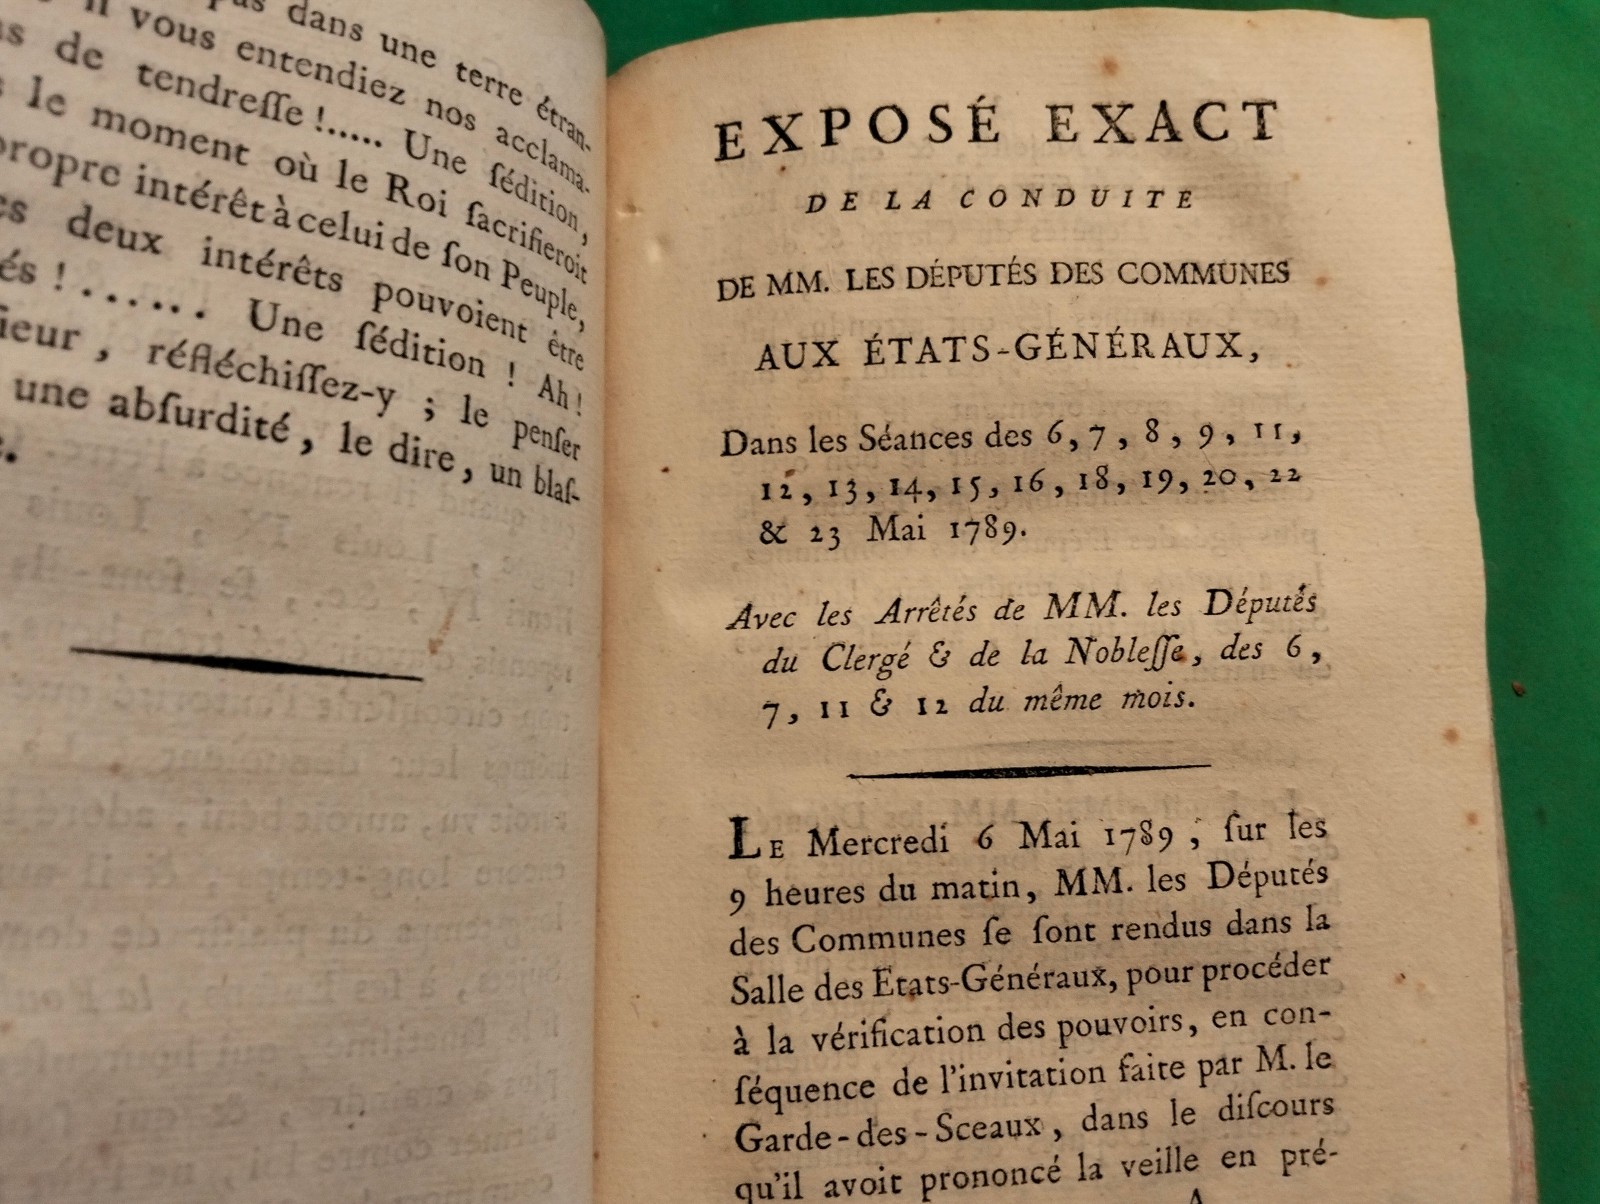 pas dans une terre étran-
il vous entendiez nos acclama-
de tendreſſe !..... Une ſédition,
le moment où le Roi ſacrifieroit
propre intérêt à celui de ſon Peuple,
deux intérêts pouvoient être
és !...... Une ſédition ! Ah !
ieur, réfléchiſſez-y ; le penſer
une abſurdité, le dire, un blaſ-
EXPOSÉ EXACT
DE LA CONDUITE
DE MM. LES DÉPUTÉS DES COMMUNES
AUX ÉTATS-GÉNÉRAUX,
Dans les Séances des 6, 7, 8, 9, 11,
12, 13, 14, 15, 16, 18, 19, 20, 22
& 23 Mai 1789.
Avec les Arrêtés de MM. les Députés
du Clergé & de la Nobleſſe, des 6,
7, 11 & 12 du même mois.
LE Mercredi 6 Mai 1789, ſur les
9 heures du matin, MM. les Députés
des Communes ſe ſont rendus dans la
Salle des Etats-Généraux, pour procéder
à la vérification des pouvoirs, en con-
ſéquence de l'invitation faite par M. le
Garde-des-Sceaux, dans le diſcours
qu'il avoit prononcé la veille en pré-
A